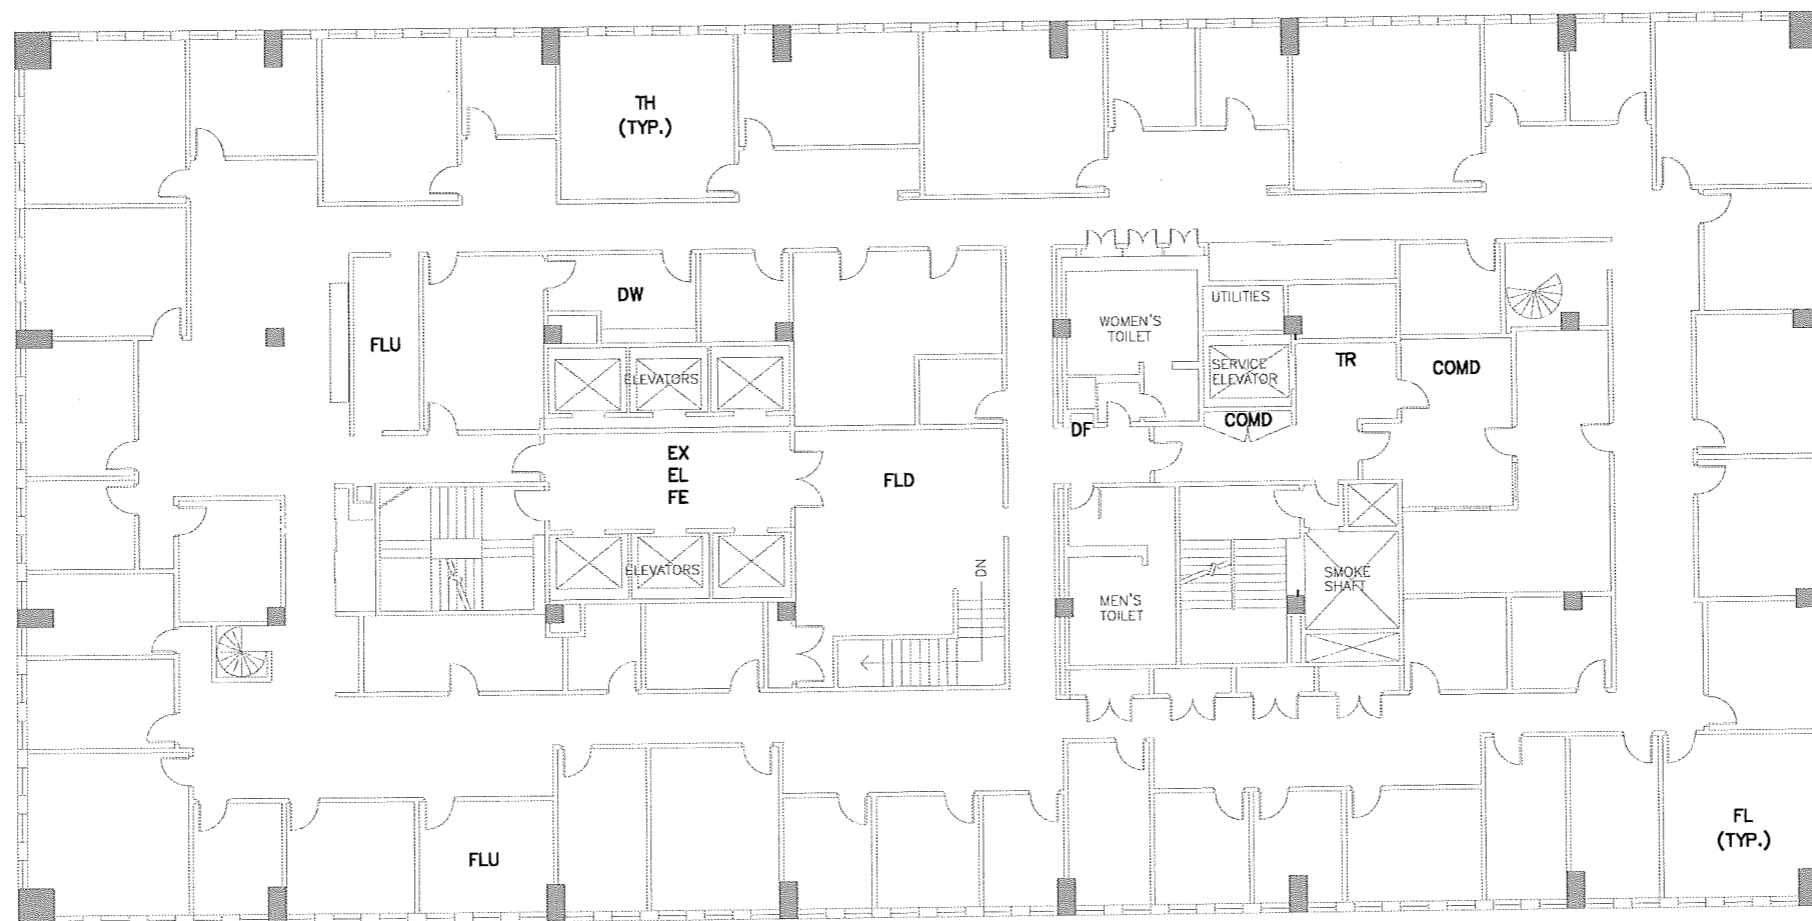 TH
(TYP.)
DW
FLU
ELEVATORS
WOMEN'S
TOILET
UTILITIES
SERVICE
ELEVATOR
TR
COMD
COMD
DF
EX
EL
FE
FLD
ELEVATORS
DN
MEN'S
TOILET
SMOKE
SHAFT
FLU
FL
(TYP.)